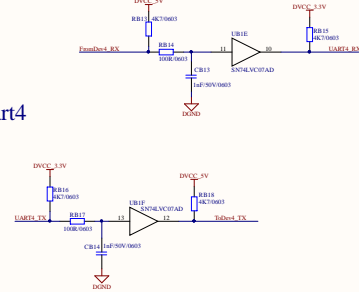 DVCC_5V
DVCC_3.3V
RB13
4K7/0603
UB1E
RB15
4K7/0603
RB14
FromDev4_RX
11
10
UART4_RX
100R/0603
CB13
SN74LVC07AD
1nF/50V/0603
DGND
rt4
DVCC_3.3V
DVCC_5V
RB16
4K7/0603
UB1F
SN74LVC07AD
RB18
4K7/0603
RB17
UART4_TX
13
12
ToDev4_TX
100R/0603
CB14
1nF/50V/0603
DGND